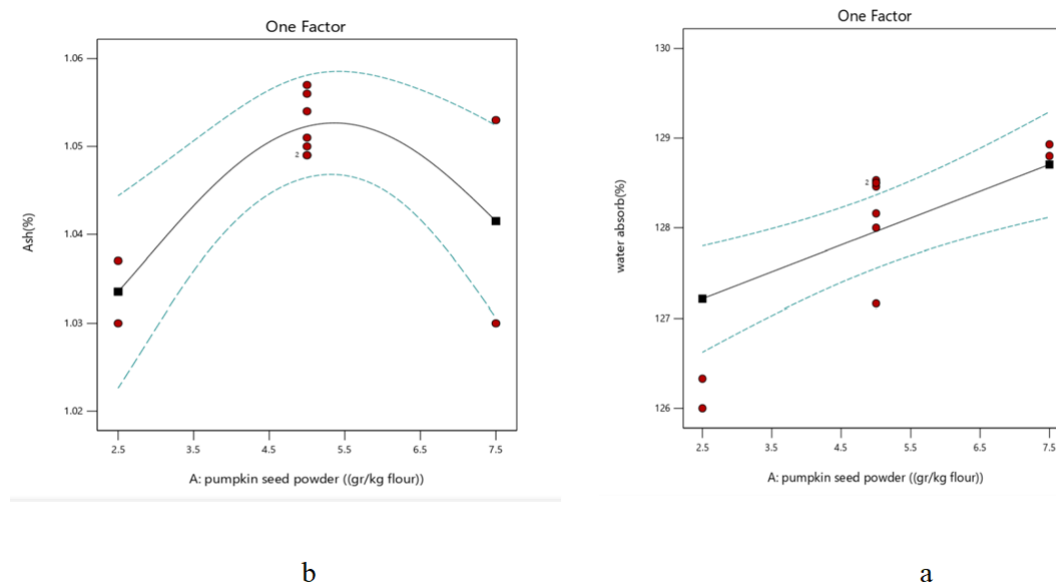 One Factor
1.06
1.05
1.04
1.03
1.02
Ash(%)
2
2.5 3.5 4.5 5.5 6.5 7.5
A: pumpkin seed powder ((gr/kg flour))
b
One Factor
130
129
128
127
126
water absorb(%)
2
2.5 3.5 4.5 5.5 6.5 7.5
A: pumpkin seed powder ((gr/kg flour))
a